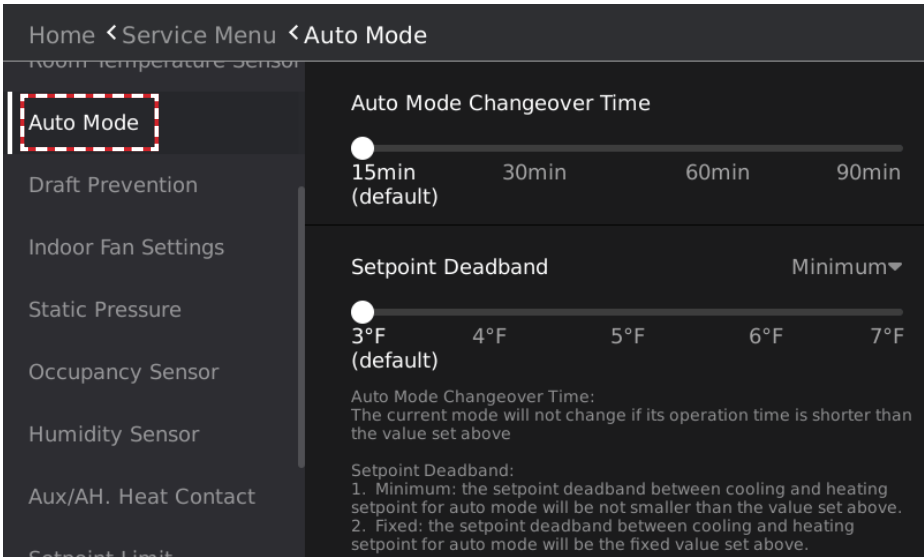 Home < Service Menu < Auto Mode
Room Temperature Sensor
Auto Mode
Draft Prevention
Indoor Fan Settings
Static Pressure
Occupancy Sensor
Humidity Sensor
Aux/AH. Heat Contact
Setpoint Limit
Auto Mode Changeover Time
15min 30min 60min 90min
(default)
Setpoint Deadband Minimum
3°F 4°F 5°F 6°F 7°F
(default)
Auto Mode Changeover Time:
The current mode will not change if its operation time is shorter than
the value set above
Setpoint Deadband:
1. Minimum: the setpoint deadband between cooling and heating
setpoint for auto mode will be not smaller than the value set above.
2. Fixed: the setpoint deadband between cooling and heating
setpoint for auto mode will be the fixed value set above.